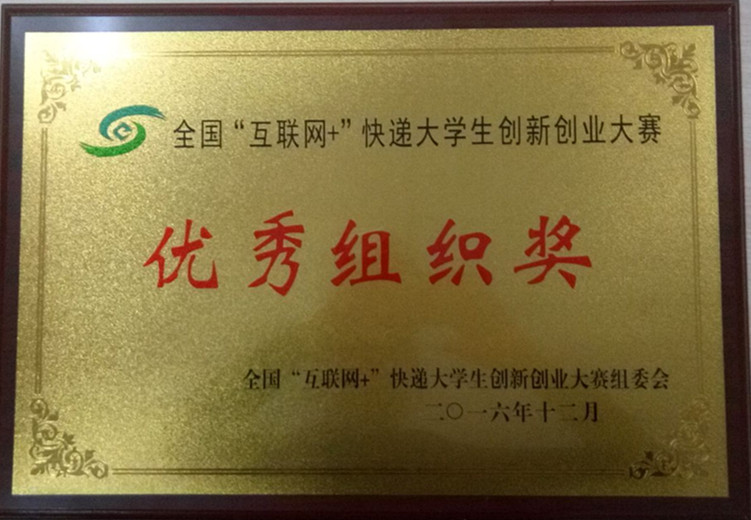 全国“互联网+”快递大学生创新创业大赛
优秀组织奖
全国“互联网+”快递大学生创新创业大赛组委会
二〇一六年十二月